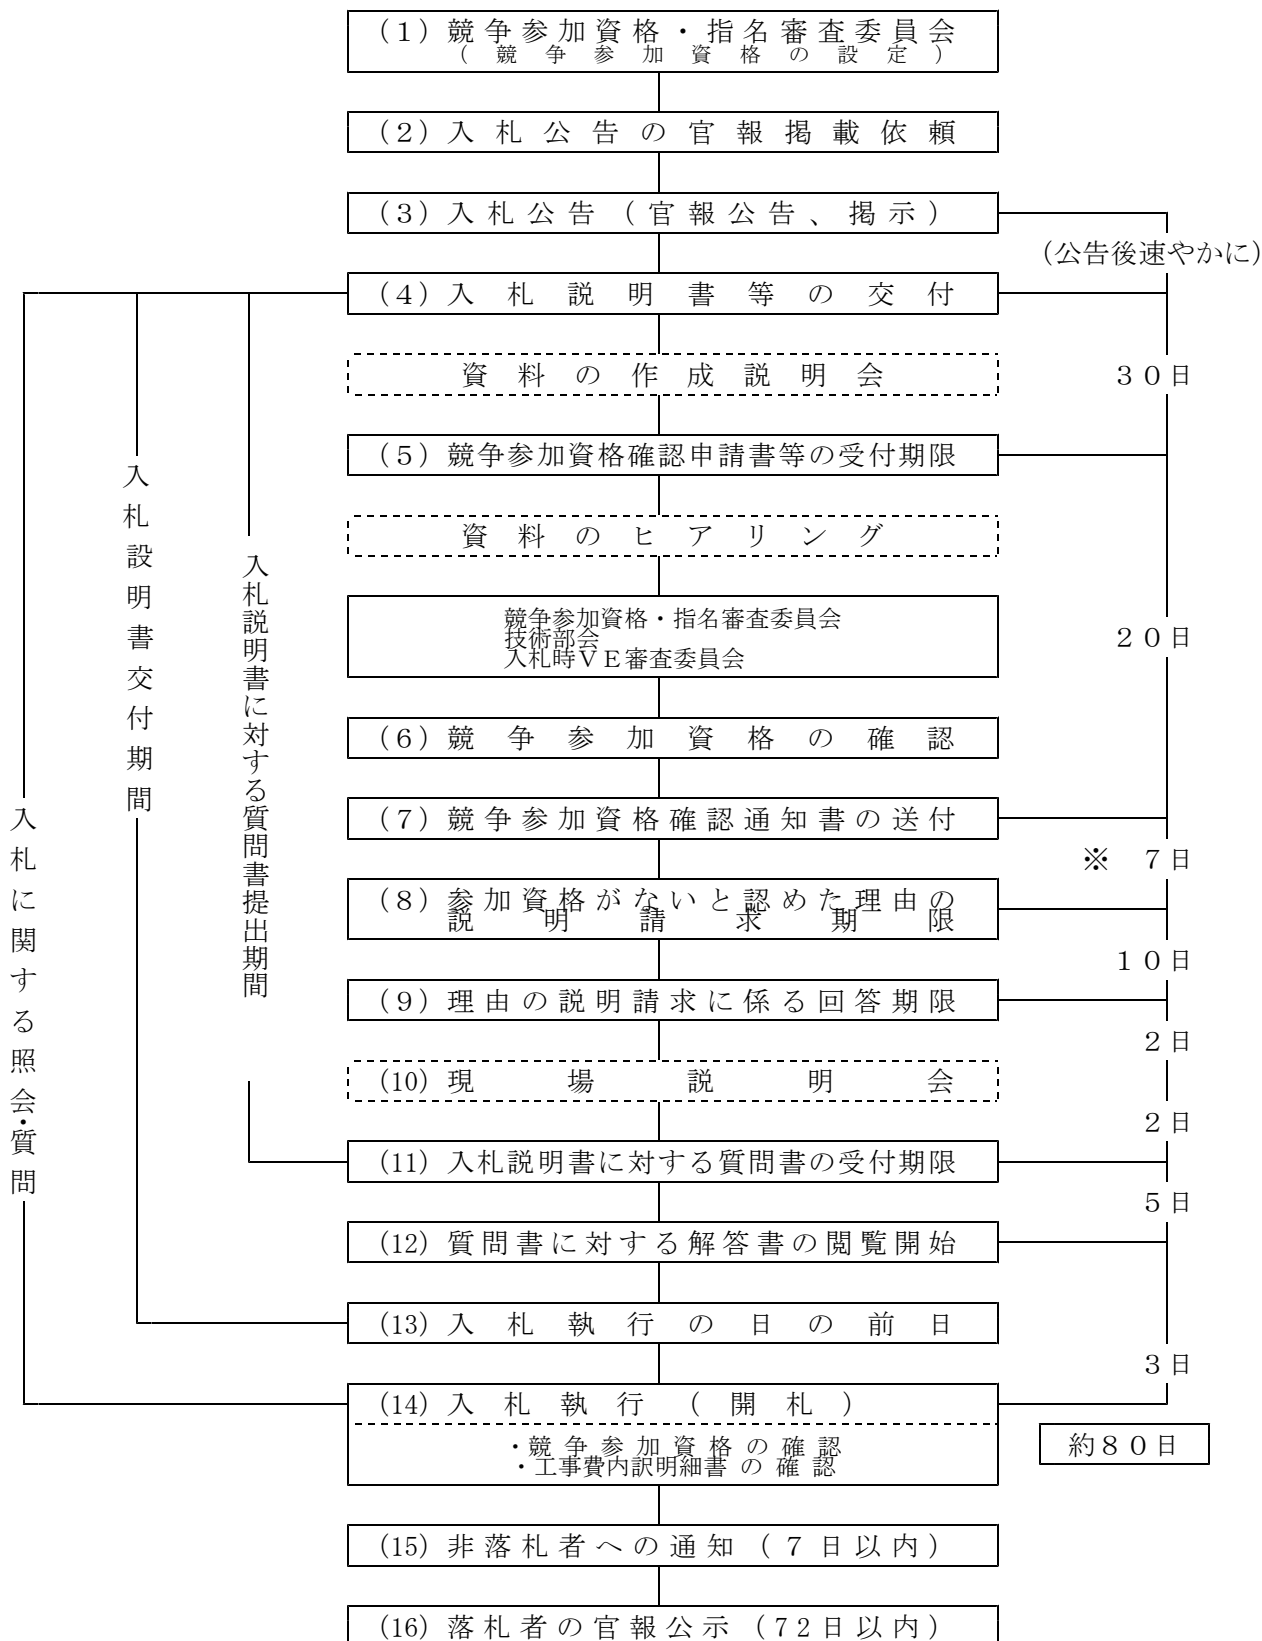 (1)競争参加資格・指名審査委員会
(競争参加資格の設定)
(2)入札公告の官報掲載依頼
(3)入札公告(官報公告、掲示)
(公告後速やかに)
(4)入札説明書等の交付
資料の作成説明会
30日
(5)競争参加資格確認申請書等の受付期限
資料のヒアリング
競争参加資格・指名審査委員会
技術部会
入札時VE審査委員会
20日
(6)競争参加資格の確認
(7)競争参加資格確認通知書の送付
※ 7日
(8)参加資格がないと認めた理由の
説明請求期限
10日
(9)理由の説明請求に係る回答期限
2日
(10)現場説明会
2日
(11)入札説明書に対する質問書の受付期限
5日
(12)質問書に対する解答書の閲覧開始
(13)入札執行の日の前日
3日
(14)入札執行(開札)
・競争参加資格の確認
・工事費内訳明細書の確認
約80日
(15)非落札者への通知(7日以内)
(16)落札者の官報公示(72日以内)
入札に関する照会・質問
入札設明書交付期間
入札説明書に対する質問書提出期間